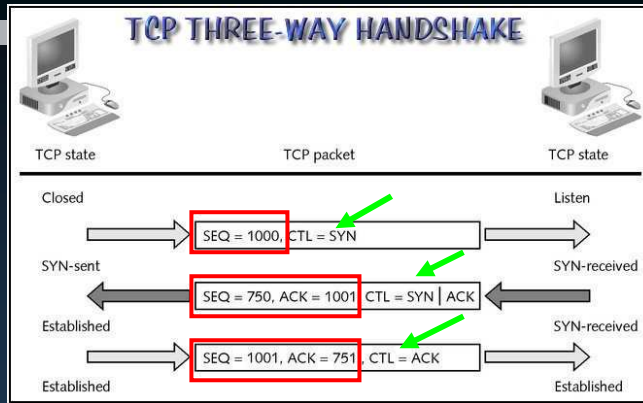 TCP THREE-WAY HANDSHAKE
TCP state TCP packet TCP state
Closed Listen
SEQ = 1000, CTL = SYN
SYN-sent SYN-received
SEQ = 750, ACK = 1001, CTL = SYN | ACK
Established SYN-received
SEQ = 1001, ACK = 751, CTL = ACK
Established Established